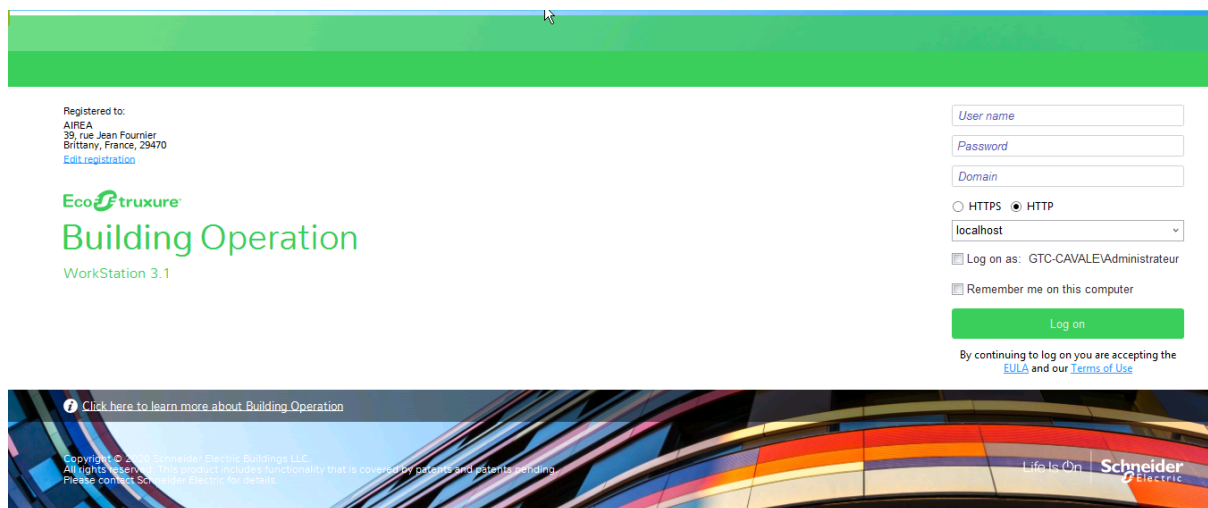 Registered to:
AIREA
39, rue Jean Fournier
Brittany, France, 29470
Edit registration
EcoStruxure™
Building Operation
WorkStation 3.1
User name
Password
Domain
HTTPS HTTP
localhost
Log on as: GTC-CAVALE\Administrateur
Remember me on this computer
Log on
By continuing to log on you are accepting the
EULA and our Terms of Use
Click here to learn more about Building Operation
Copyright © 2020 Schneider Electric Buildings LLC.
All rights reserved. This product includes functionality that is covered by patents and patents pending.
Please contact Schneider Electric for details.
Life Is On
Schneider
Electric